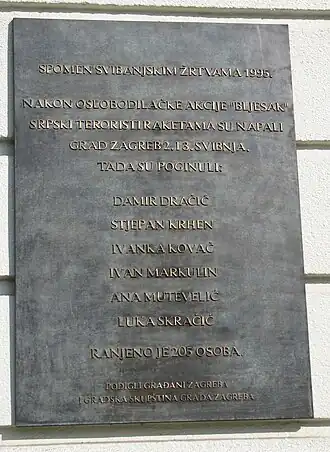 SPOMEN SVIBANJSKIM ŽRTVAMA 1995.
NAKON OSLOBODILAČKE AKCIJE "BLJESAK"
SRPSKI TERORISTI RAKETAMA SU NAPALI
GRAD ZAGREB 2. I 3. SVIBNJA.
TADA SU POGINULI:
DAMIR DRAČIĆ
STJEPAN KRHEN
IVANKA KOVAČ
IVAN MARKULIN
ANA MUTEVELIĆ
LUKA SKRAČIĆ
RANJENO JE 205 OSOBA.
PODIGLI GRAĐANI ZAGREBA
I GRADSKA SKUPŠTINA GRADA ZAGREBA